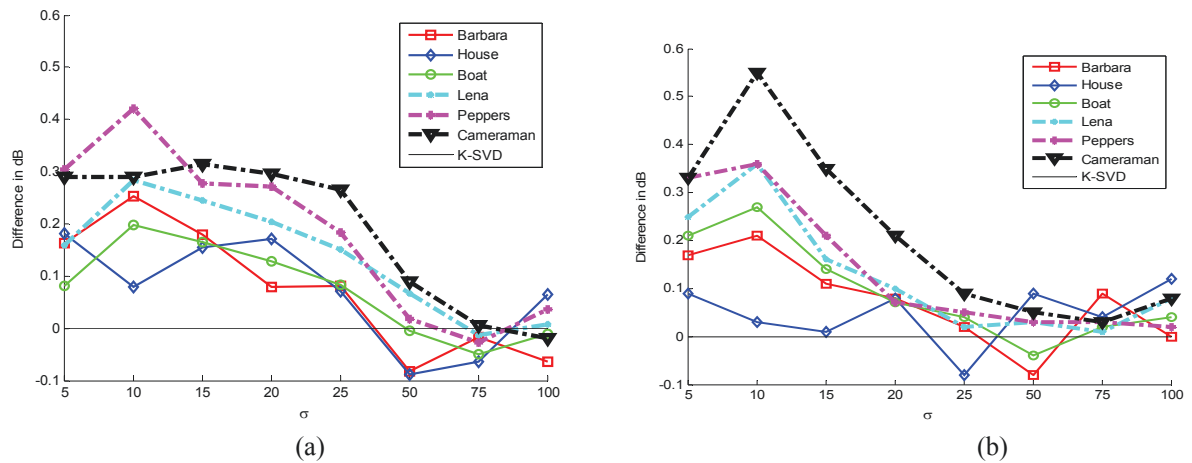 0.6
0.5
0.4
0.3
0.2
0.1
0
-0.1
Difference in dB
5 10 15 20 25 50 75 100
σ
Barbara
House
Boat
Lena
Peppers
Cameraman
K-SVD
(a)
0.6
0.5
0.4
0.3
0.2
0.1
0
-0.1
Difference in dB
5 10 15 20 25 50 75 100
σ
Barbara
House
Boat
Lena
Peppers
Cameraman
K-SVD
(b)